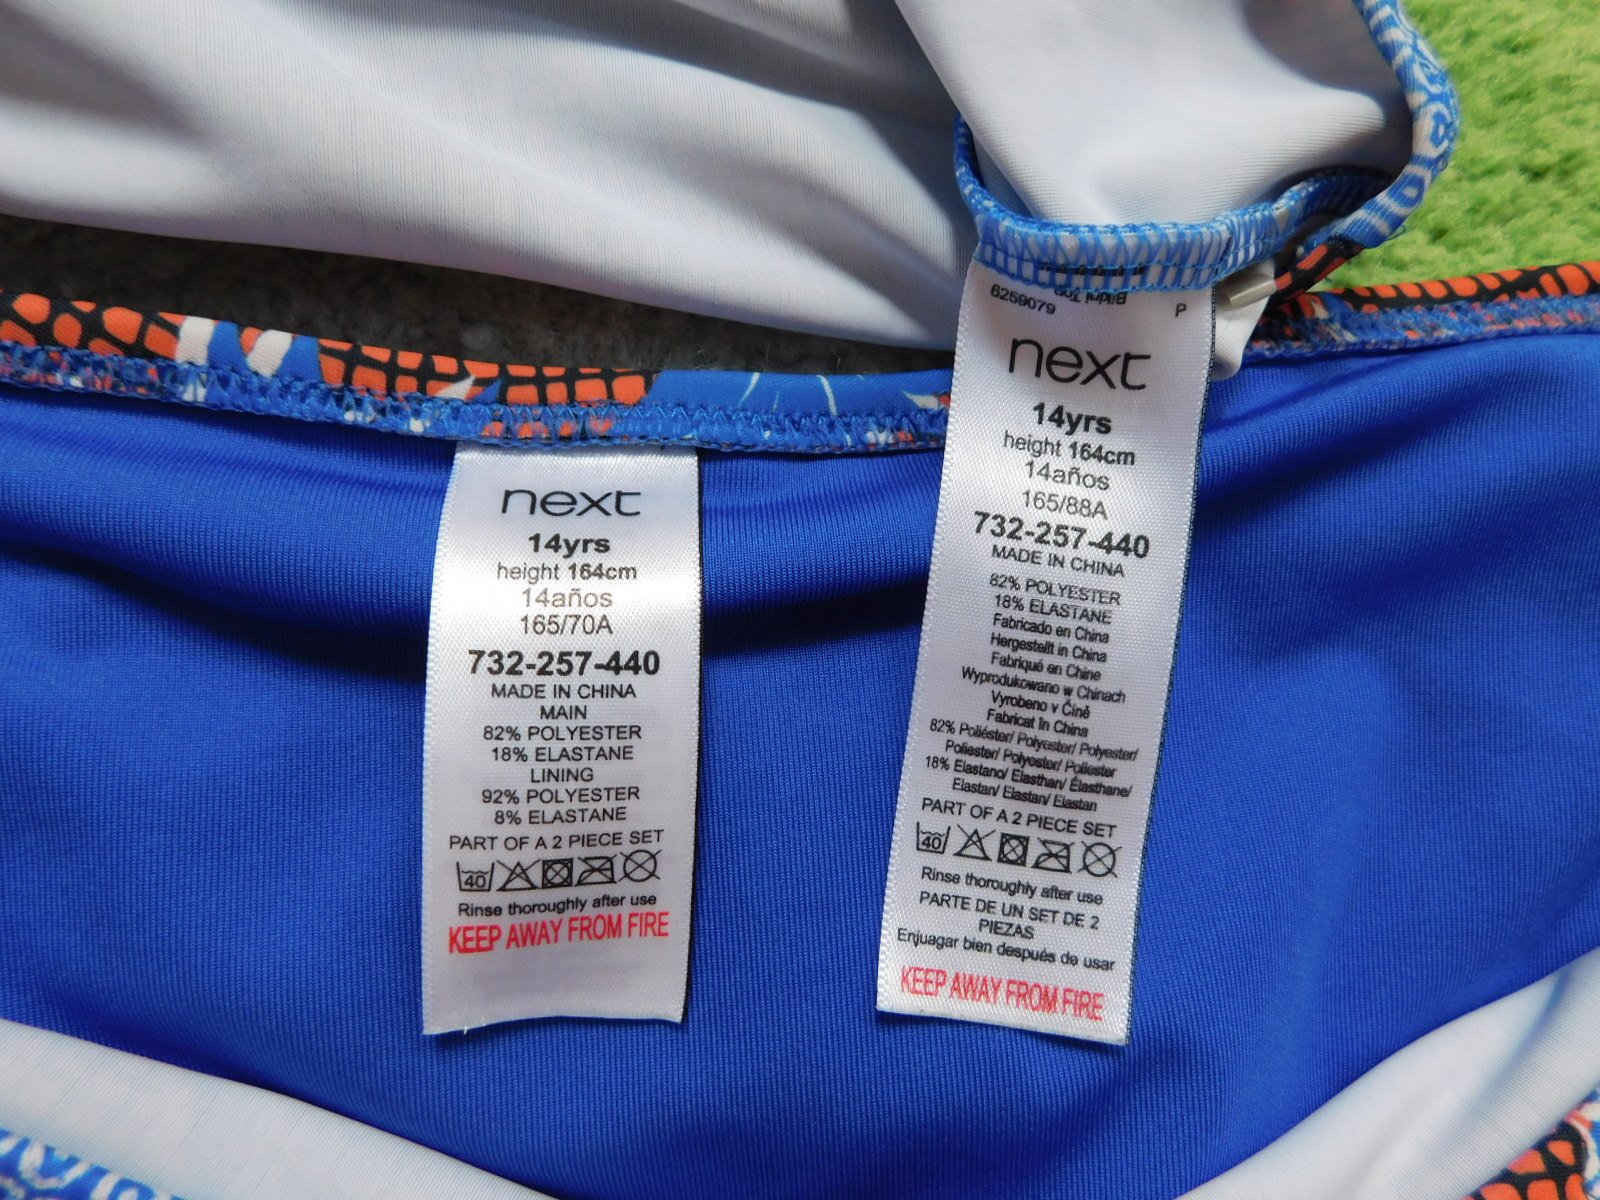 next
14yrs
height 164cm
14años
165/70A
732-257-440
MADE IN CHINA
MAIN
82% POLYESTER
18% ELASTANE
LINING
92% POLYESTER
8% ELASTANE
PART OF A 2 PIECE SET
40
Rinse thoroughly after use
KEEP AWAY FROM FIRE
6259079
P
next
14yrs
height 164cm
14años
165/88A
732-257-440
MADE IN CHINA
82% POLYESTER
18% ELASTANE
Fabricado en China
Hergestellt in China
Fabriqué en Chine
Wyprodukowano w Chinach
Vyrobeno v Číně
Fabricat în China
82% Poliéster/ Polyester/ Polyester/
Poliester/ Polyester/ Poliester
18% Elastano/ Elasthan/ Élasthane/
Elastan/ Elastan/ Elastan
PART OF A 2 PIECE SET
40
Rinse thoroughly after use
PARTE DE UN SET DE 2
PIEZAS
Enjuagar bien después de usar
KEEP AWAY FROM FIRE